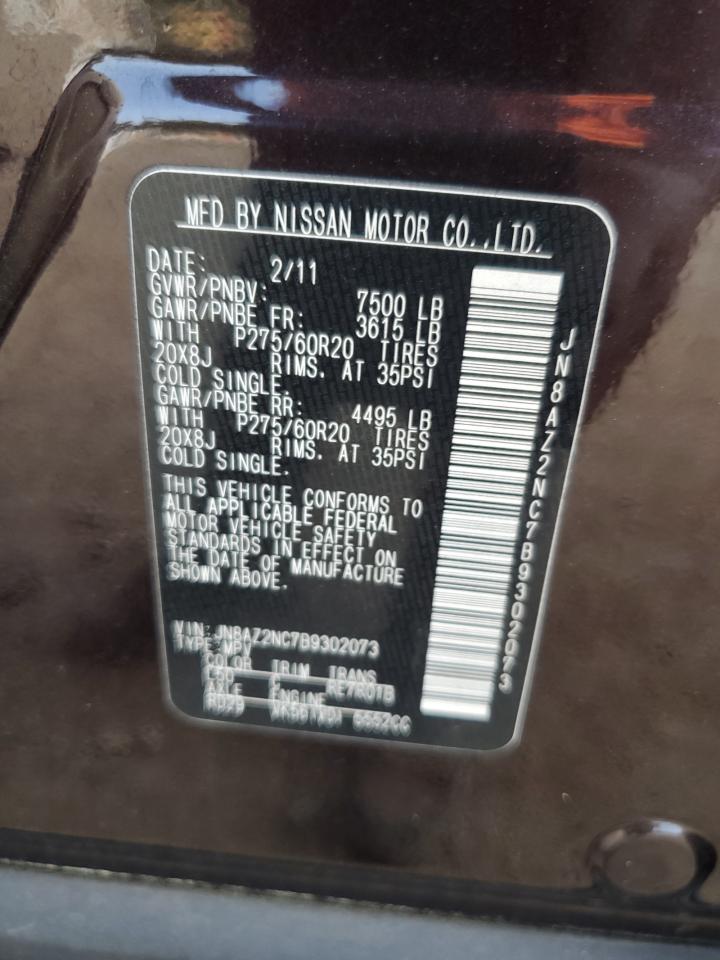 MFD BY NISSAN MOTOR CO.,LTD.
DATE: 2/11
GVWR/PNBV: 7500 LB
GAWR/PNBE FR: 3615 LB
WITH P275/60R20 TIRES
20X8J RIMS. AT 35PSI
COLD SINGLE.
GAWR/PNBE RR: 4495 LB
WITH P275/60R20 TIRES
20X8J RIMS. AT 35PSI
COLD SINGLE.
THIS VEHICLE CONFORMS TO
ALL APPLICABLE FEDERAL
MOTOR VEHICLE SAFETY
STANDARDS IN EFFECT ON
THE DATE OF MANUFACTURE
SHOWN ABOVE.
VIN:JN8AZ2NC7B9302073
TYPE:MPV
COLOR TRIM TRANS
RE7R07B
AXLE ENGINE
5552CC
JN8AZ2NC7B9302073